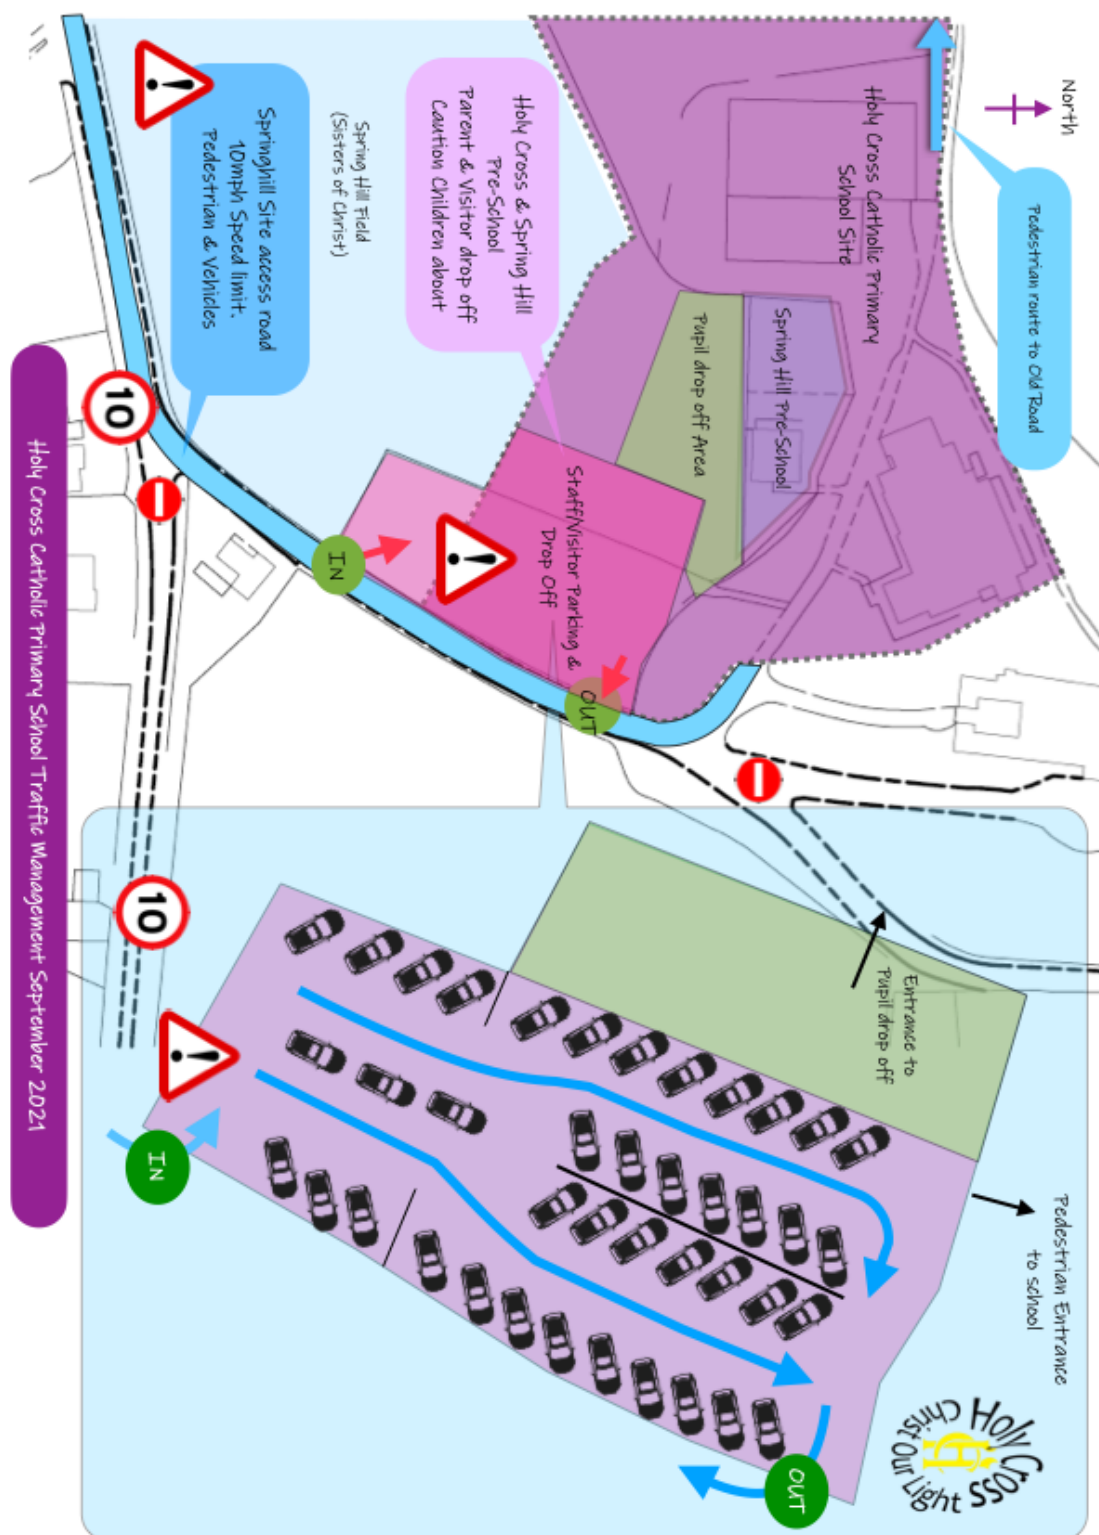 North
Pedestrian route to Old Road
Holy Cross Catholic Primary
School Site
Spring Hill Pre-School
Pupil drop off Area
Holy Cross & Spring Hill
Pre-School
Parent & Visitor drop off
Caution Children about
Spring Hill Field
(Sisters of Christ)
Springhill Site access road
10mph Speed limit.
Pedestrian & Vehicles
10
Staff/Visitor Parking &
Drop Off
IN
OUT
10
Entrance to
Pupil drop off
Pedestrian Entrance
to school
IN
OUT
Holy Cross
Christ Our Light
Holy Cross Catholic Primary School Traffic Management September 2021